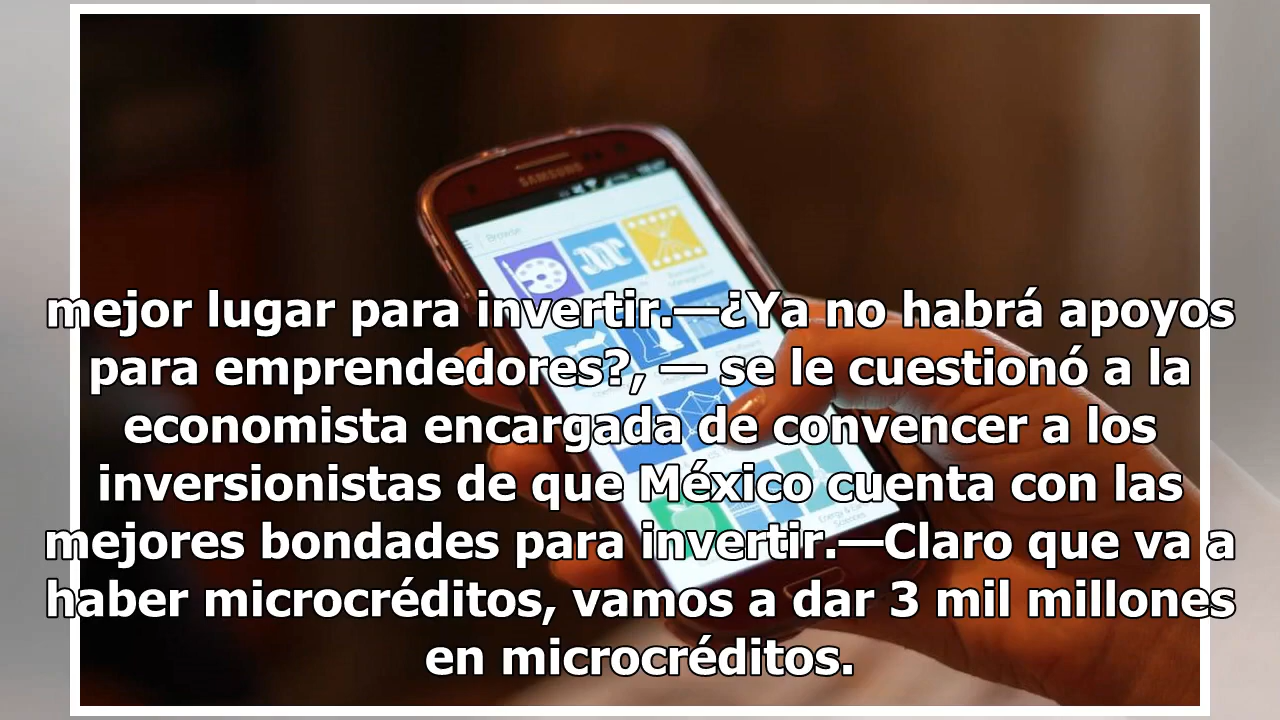 SAMSUNG
Browse
mejor lugar para invertir.—¿Ya no habrá apoyos
para emprendedores?, — se le cuestionó a la
economista encargada de convencer a los
inversionistas de que México cuenta con las
mejores bondades para invertir.—Claro que va a
haber microcréditos, vamos a dar 3 mil millones
en microcréditos.